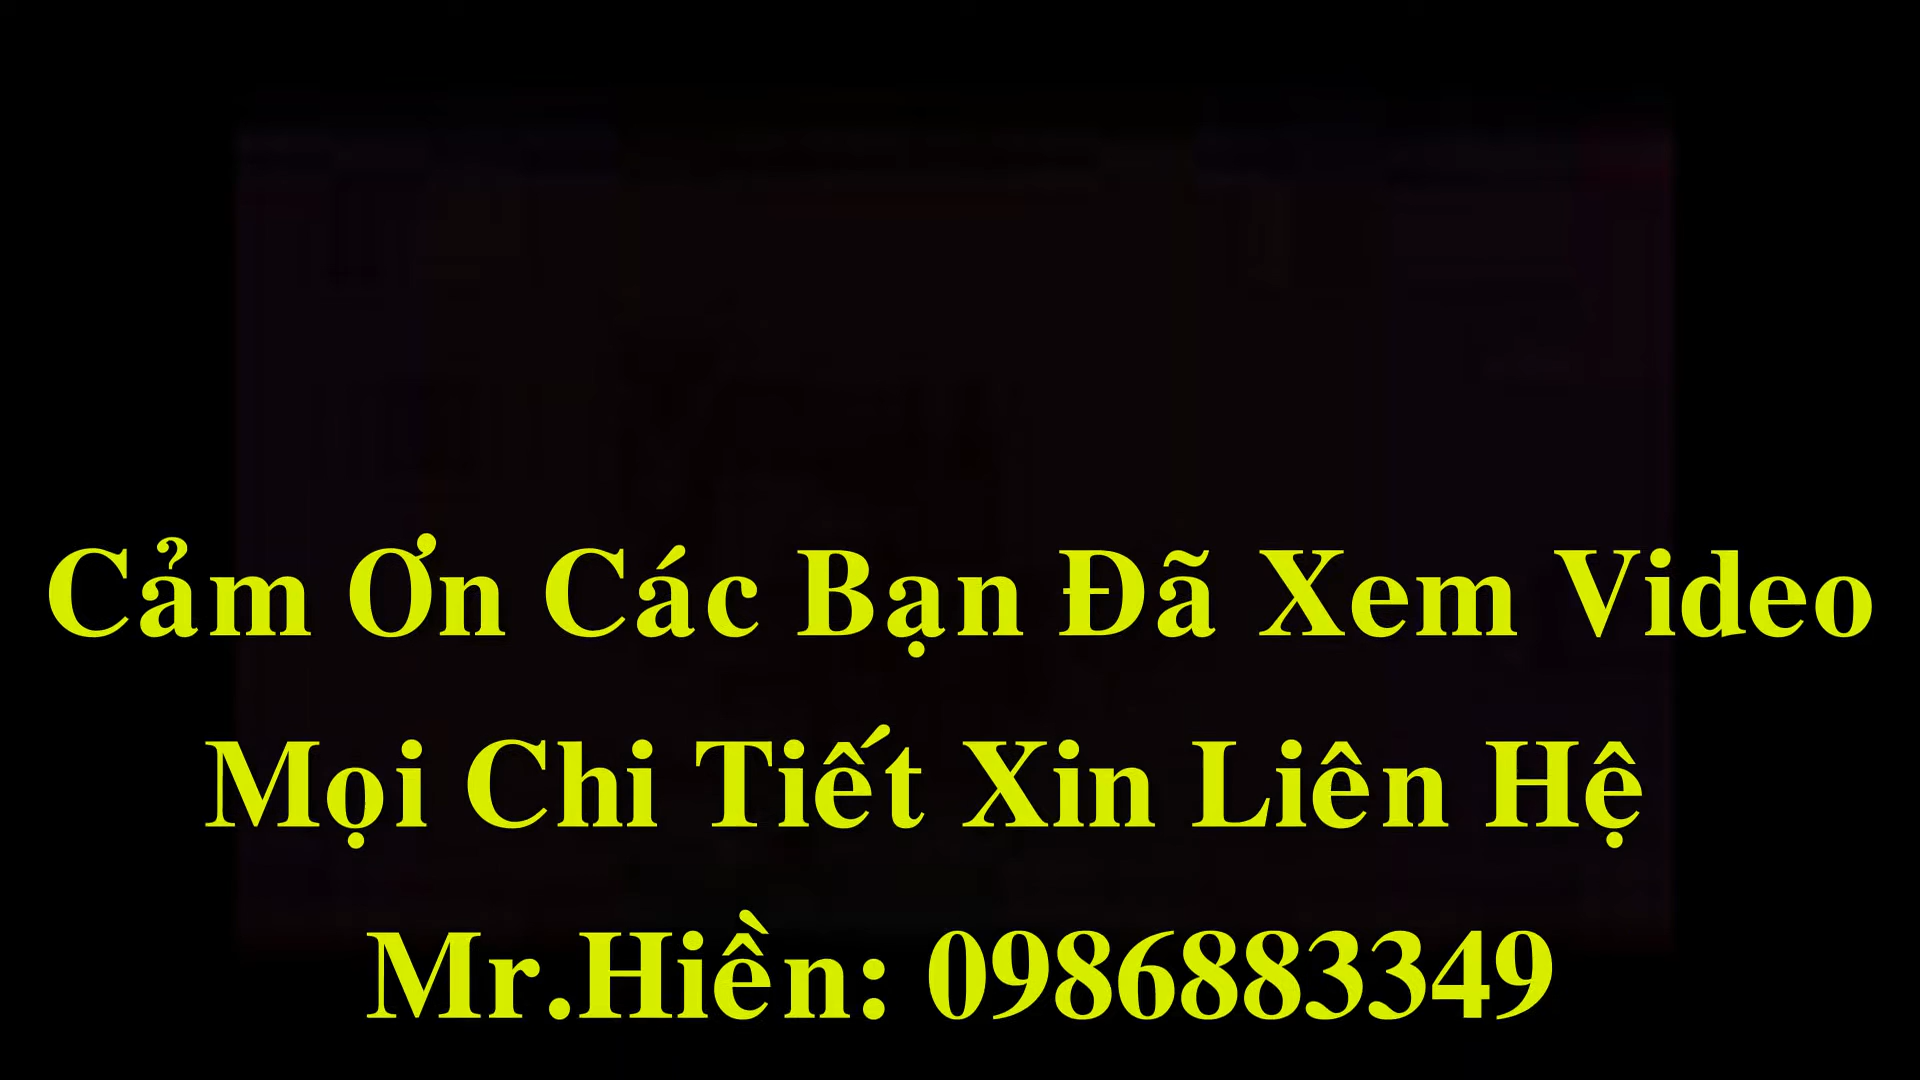 Cảm Ơn Các Bạn Đã Xem Video
Mọi Chi Tiết Xin Liên Hệ
Mr.Hiền: 0986883349